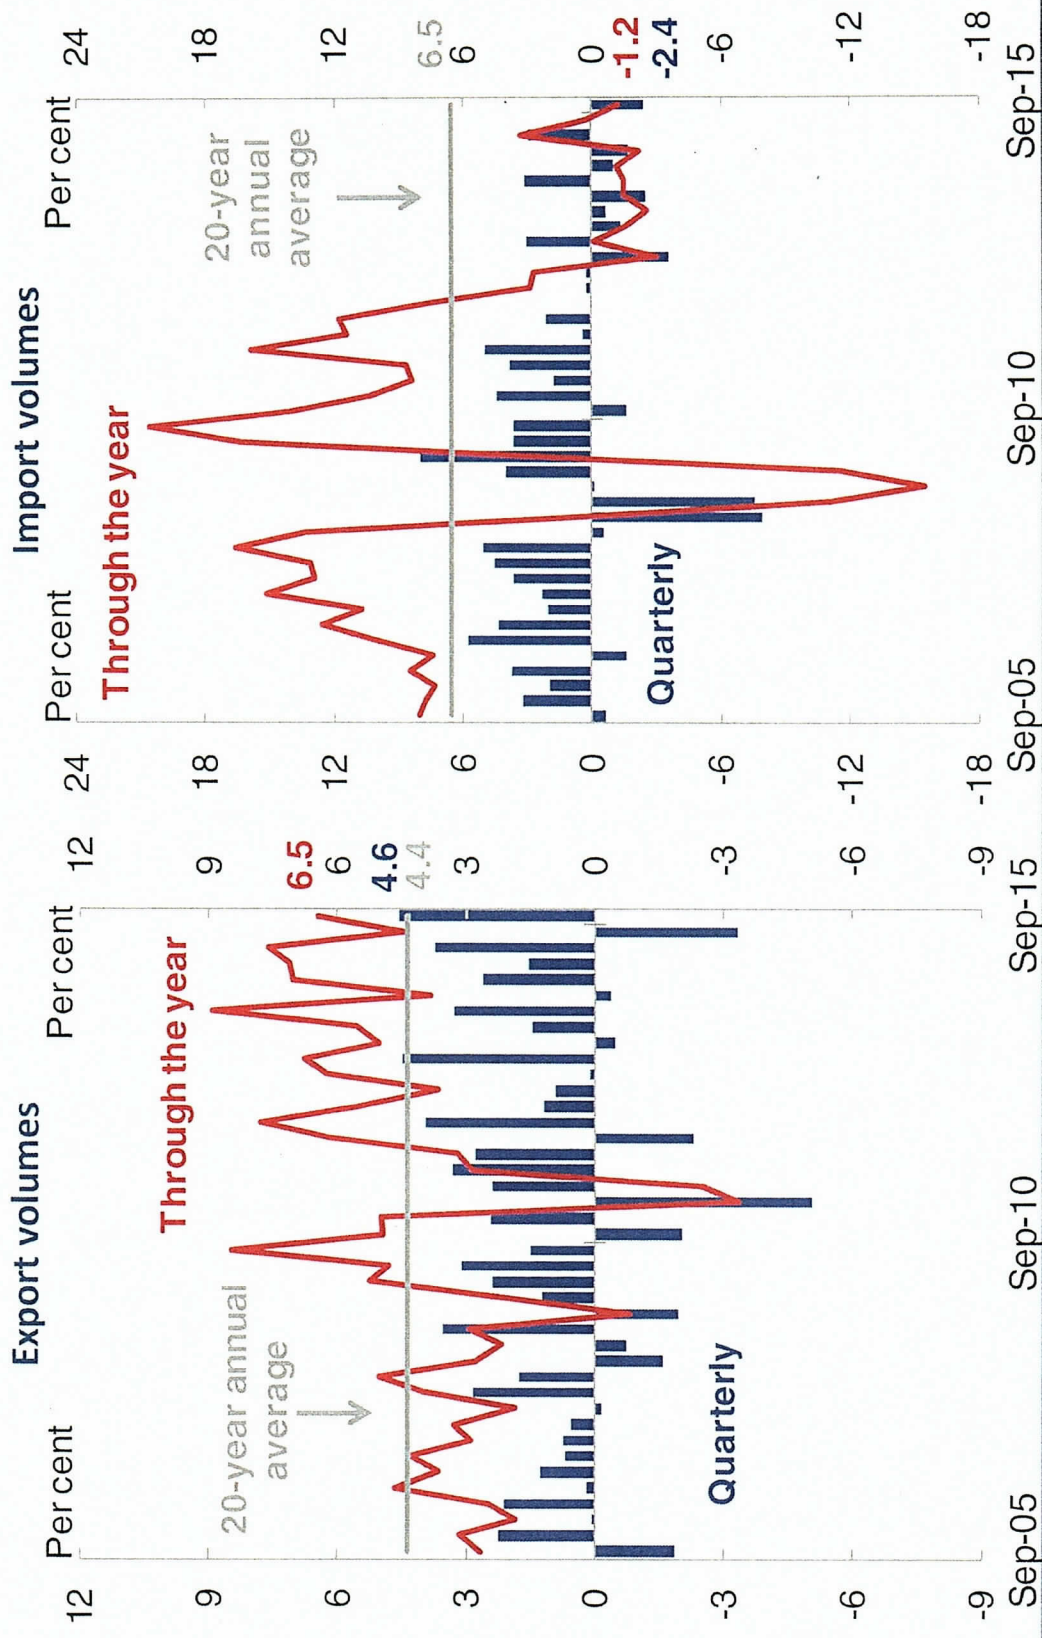 Export volumes
Per cent
Per cent
12
12
9
9
Through the year
20-year annual
average
6.5
6
6
4.6
4.4
3
3
0
0
Quarterly
-3
-3
-6
-6
-9
-9
Sep-05
Sep-10
Sep-15
Import volumes
Per cent
Per cent
24
24
Through the year
20-year
annual
average
18
18
12
12
6.5
6
6
0
0
-1.2
-2.4
Quarterly
-6
-6
-12
-12
-18
-18
Sep-05
Sep-10
Sep-15